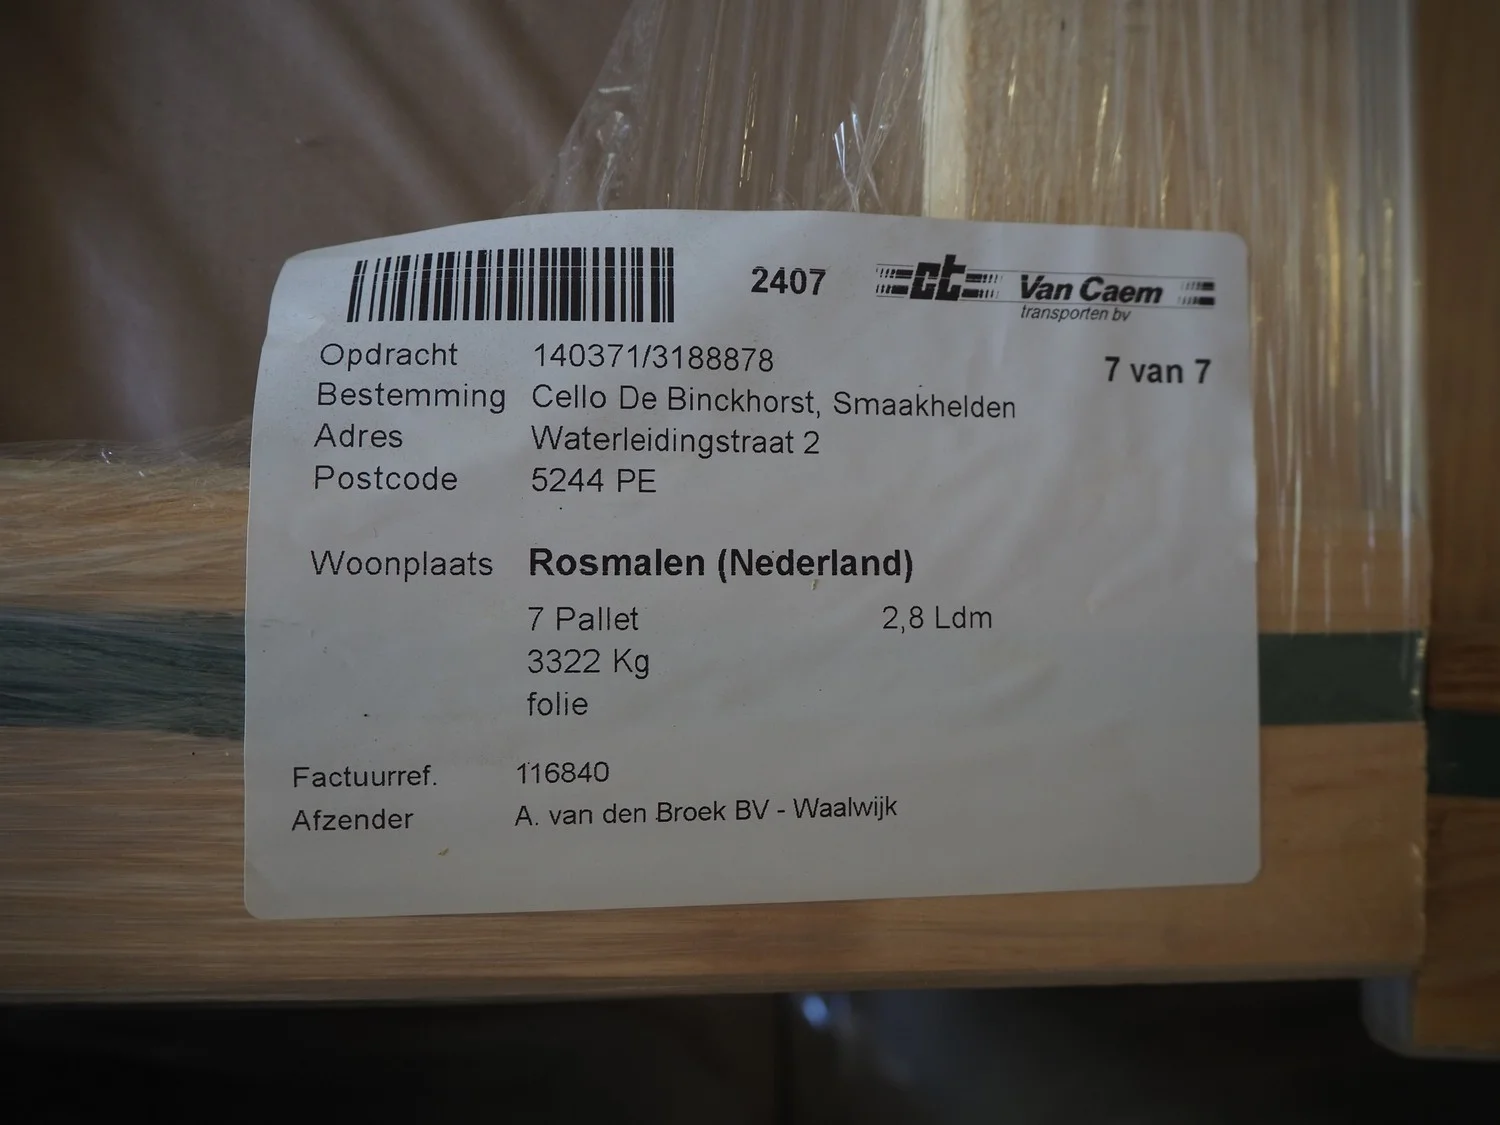 2407
ct Van Caem
transporten bv
Opdracht 140371/3188878
7 van 7
Bestemming Cello De Binckhorst, Smaakhelden
Adres Waterleidingstraat 2
Postcode 5244 PE
Woonplaats Rosmalen (Nederland)
7 Pallet 2,8 Ldm
3322 Kg
folie
Factuurref. 116840
Afzender A. van den Broek BV - Waalwijk